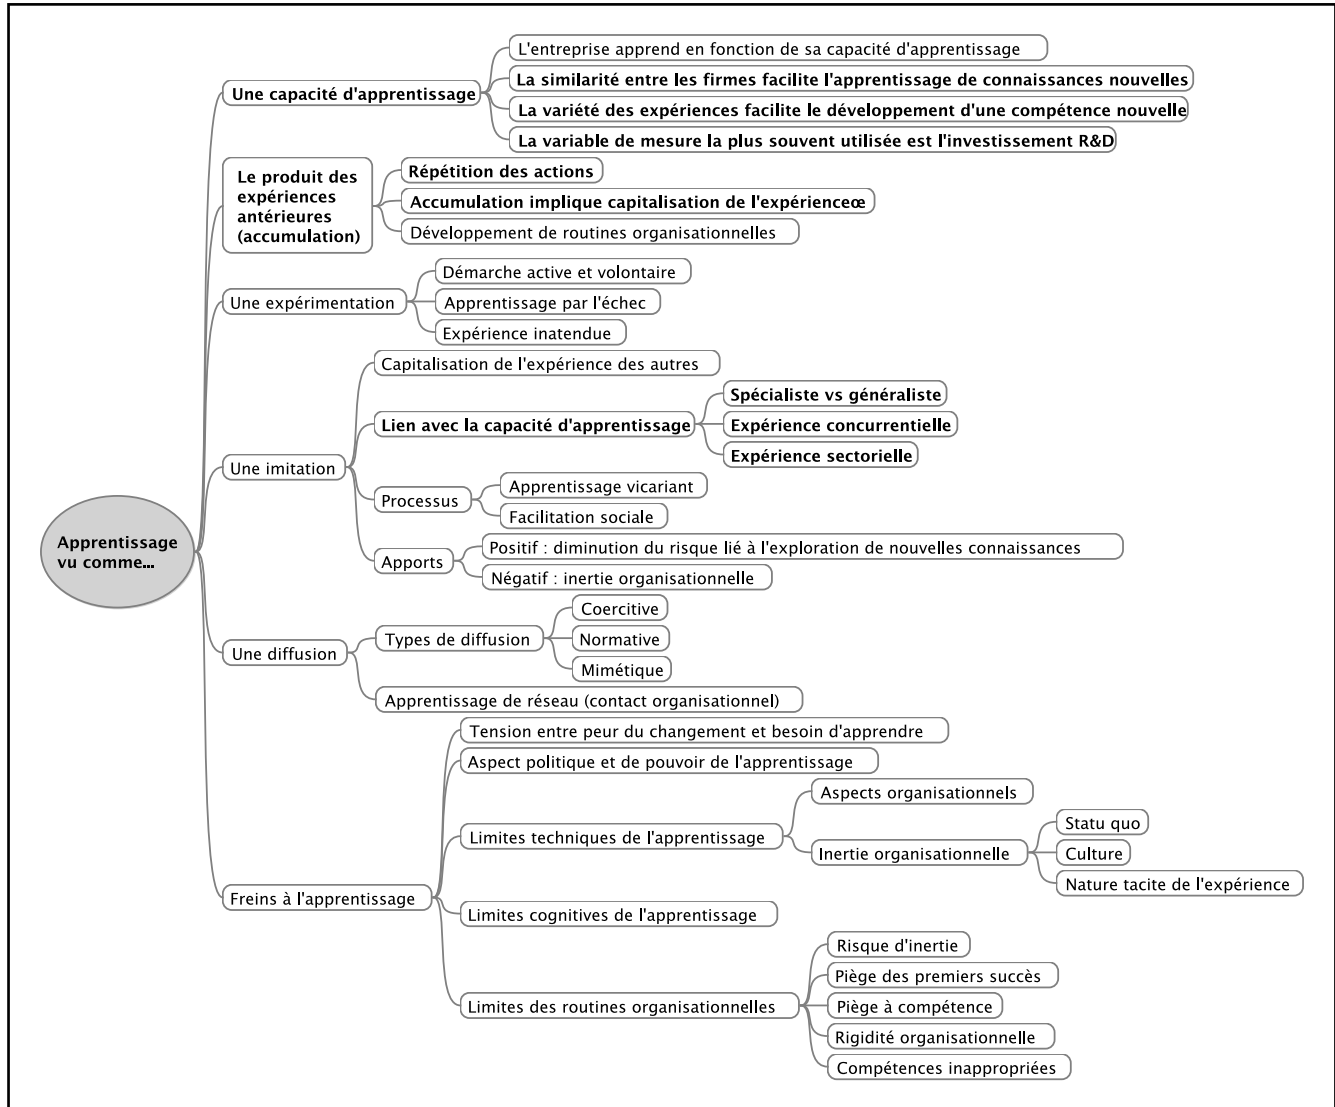 Apprentissage
vu comme...
Une capacité d'apprentissage
L'entreprise apprend en fonction de sa capacité d'apprentissage
La similarité entre les firmes facilite l'apprentissage de connaissances nouvelles
La variété des expériences facilite le développement d'une compétence nouvelle
La variable de mesure la plus souvent utilisée est l'investissement R&D
Le produit des
expériences
antérieures
(accumulation)
Répétition des actions
Accumulation implique capitalisation de l'expérienceœ
Développement de routines organisationnelles
Une expérimentation
Démarche active et volontaire
Apprentissage par l'échec
Expérience inatendue
Une imitation
Capitalisation de l'expérience des autres
Lien avec la capacité d'apprentissage
Spécialiste vs généraliste
Expérience concurrentielle
Expérience sectorielle
Processus
Apprentissage vicariant
Facilitation sociale
Apports
Positif : diminution du risque lié à l'exploration de nouvelles connaissances
Négatif : inertie organisationnelle
Une diffusion
Types de diffusion
Coercitive
Normative
Mimétique
Apprentissage de réseau (contact organisationnel)
Freins à l'apprentissage
Tension entre peur du changement et besoin d'apprendre
Aspect politique et de pouvoir de l'apprentissage
Limites techniques de l'apprentissage
Aspects organisationnels
Inertie organisationnelle
Statu quo
Culture
Nature tacite de l'expérience
Limites cognitives de l'apprentissage
Limites des routines organisationnelles
Risque d'inertie
Piège des premiers succès
Piège à compétence
Rigidité organisationnelle
Compétences inappropriées